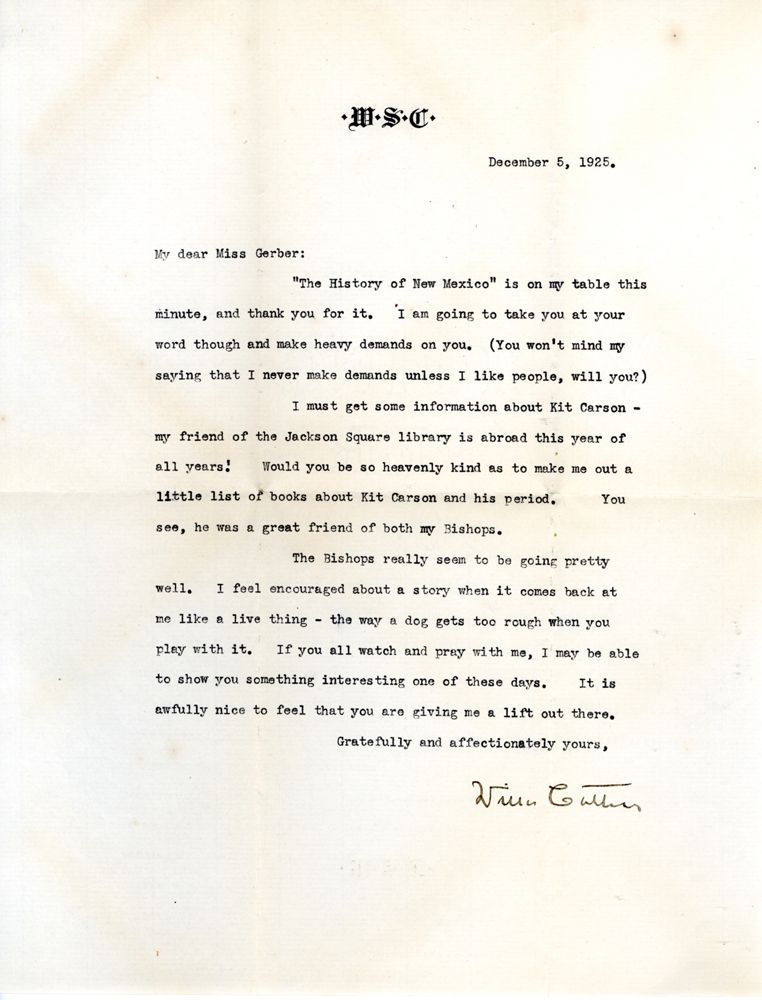 ·W·S·C·
December 5, 1925.
My dear Miss Gerber:
"The History of New Mexico" is on my table this
minute, and thank you for it. I am going to take you at your
word though and make heavy demands on you. (You won't mind my
saying that I never make demands unless I like people, will you?)
I must get some information about Kit Carson -
my friend of the Jackson Square library is abroad this year of
all years! Would you be so heavenly kind as to make me out a
little list of books about Kit Carson and his period. You
see, he was a great friend of both my Bishops.
The Bishops really seem to be going pretty
well. I feel encouraged about a story when it comes back at
me like a live thing - the way a dog gets too rough when you
play with it. If you all watch and pray with me, I may be able
to show you something interesting one of these days. It is
awfully nice to feel that you are giving me a lift out there.
Gratefully and affectionately yours,
Willa Cather